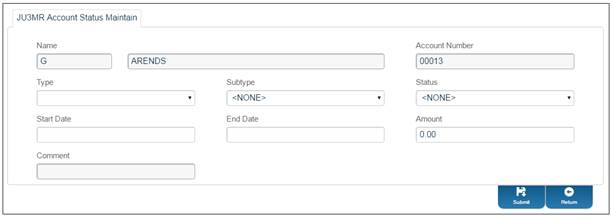 JU3MR Account Status Maintain
Name Account Number
G ARENDS 00013
Type Subtype Status
<NONE> <NONE>
Start Date End Date Amount
0.00
Comment
Submit Return